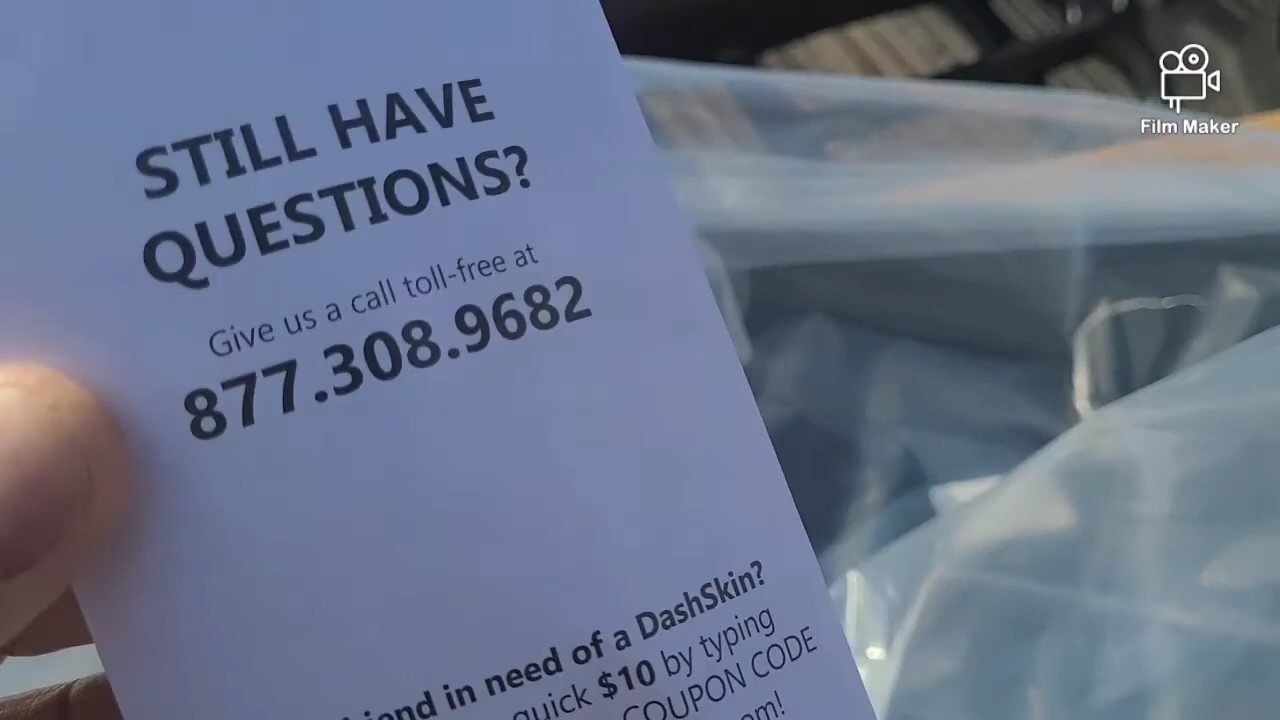 STILL HAVE
QUESTIONS?
Give us a call toll-free at
877.308.9682
in need of a DashSkin?
quick $10 by typing
COUPON CODE
Film Maker